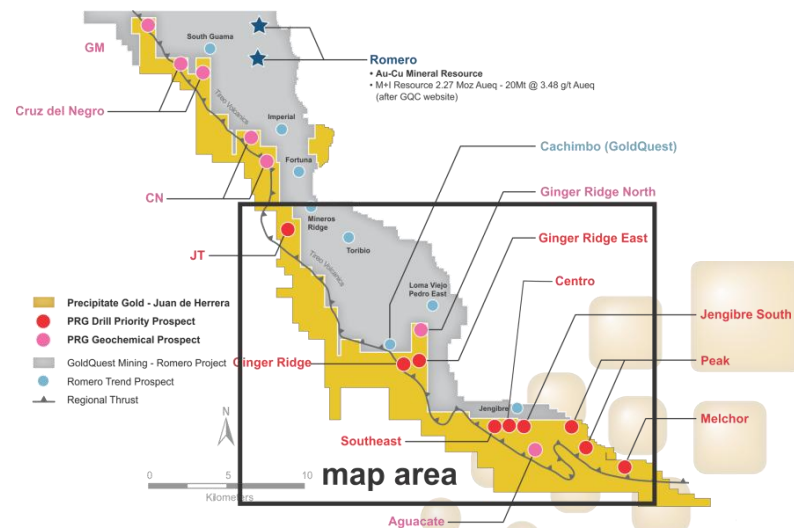 GM
South Guama
Romero
• Au-Cu Mineral Resource
• M+I Resource 2.27 Moz Aueq - 20Mt @ 3.48 g/t Aueq
(after GQC website)
Cruz del Negro
Tireo Volcanics
Imperial
Cachimbo (GoldQuest)
Fortuna
CN
Ginger Ridge North
Mineros
Ridge
JT
Toribio
Ginger Ridge East
Tireo Volcanics
Centro
Loma Viejo
Pedro East
Precipitate Gold - Juan de Herrera
PRG Drill Priority Prospect
PRG Geochemical Prospect
Jengibre South
GoldQuest Mining - Romero Project
Ginger Ridge
Peak
Romero Trend Prospect
Regional Thrust
Jengibre
N
Southeast
Melchor
0 5 10
Kilometers
map area
Aguacate